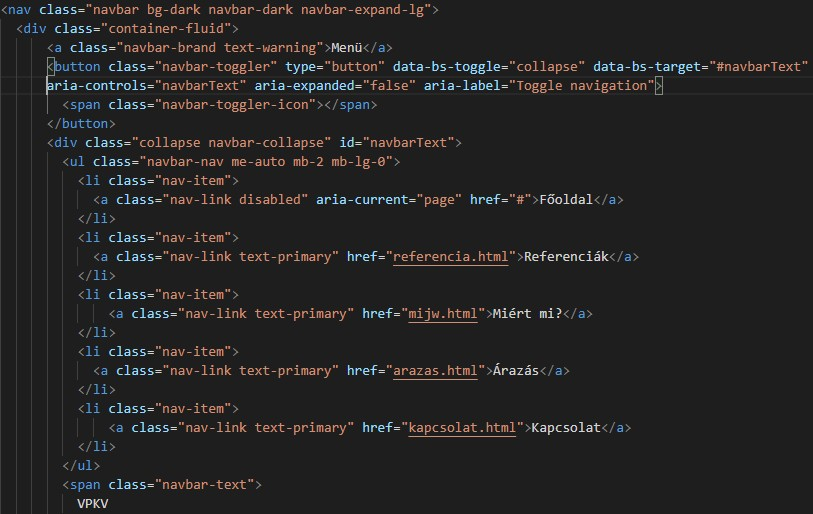 <nav class="navbar bg-dark navbar-dark navbar-expand-lg">
<div class="container-fluid">
<a class="navbar-brand text-warning">Menü</a>
<button class="navbar-toggler" type="button" data-bs-toggle="collapse" data-bs-target="#navbarText"
aria-controls="navbarText" aria-expanded="false" aria-label="Toggle navigation">
<span class="navbar-toggler-icon"></span>
</button>
<div class="collapse navbar-collapse" id="navbarText">
<ul class="navbar-nav me-auto mb-2 mb-lg-0">
<li class="nav-item">
<a class="nav-link disabled" aria-current="page" href="#">Főoldal</a>
</li>
<li class="nav-item">
<a class="nav-link text-primary" href="referencia.html">Referenciák</a>
</li>
<li class="nav-item">
<a class="nav-link text-primary" href="mijw.html">Miért mi?</a>
</li>
<li class="nav-item">
<a class="nav-link text-primary" href="arazas.html">Árazás</a>
</li>
<li class="nav-item">
<a class="nav-link text-primary" href="kapcsolat.html">Kapcsolat</a>
</li>
</ul>
<span class="navbar-text">
VPKV